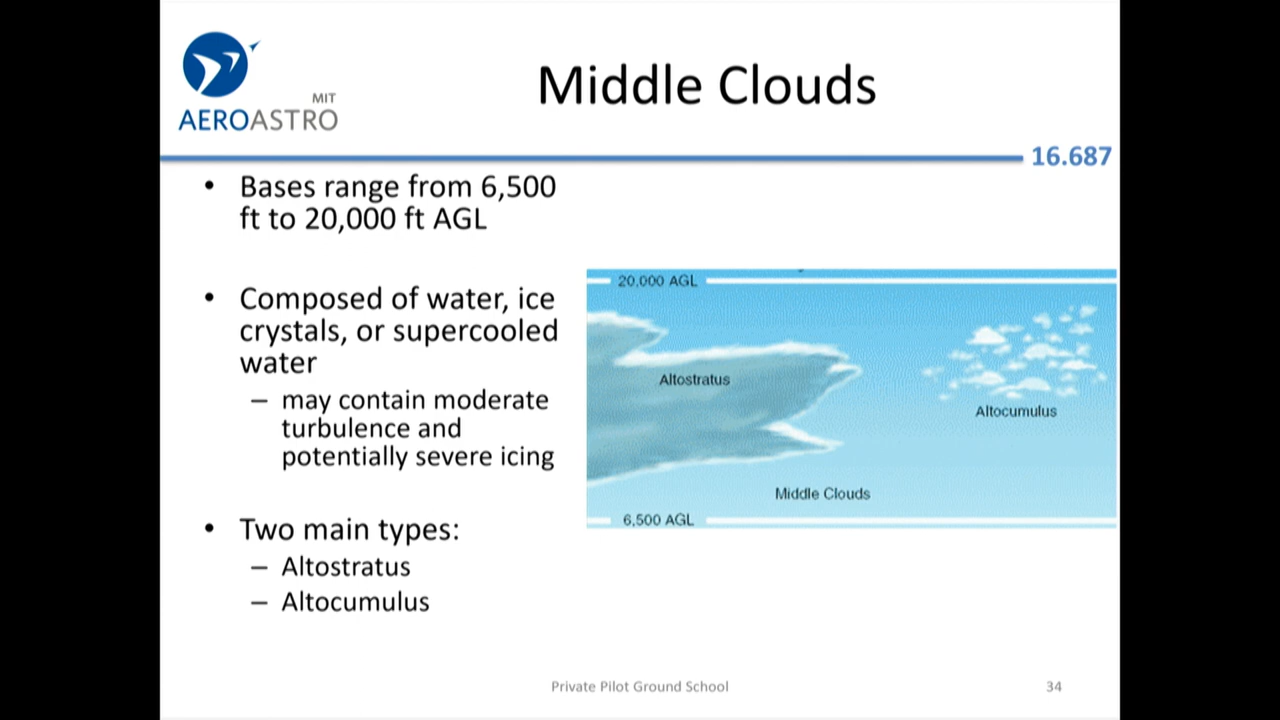 MIT
AEROASTRO
Middle Clouds
16.687
• Bases range from 6,500
ft to 20,000 ft AGL
• Composed of water, ice
crystals, or supercooled
water
– may contain moderate
turbulence and
potentially severe icing
• Two main types:
– Altostratus
– Altocumulus
20,000 AGL
Altostratus
Altocumulus
Middle Clouds
6,500 AGL
Private Pilot Ground School
34